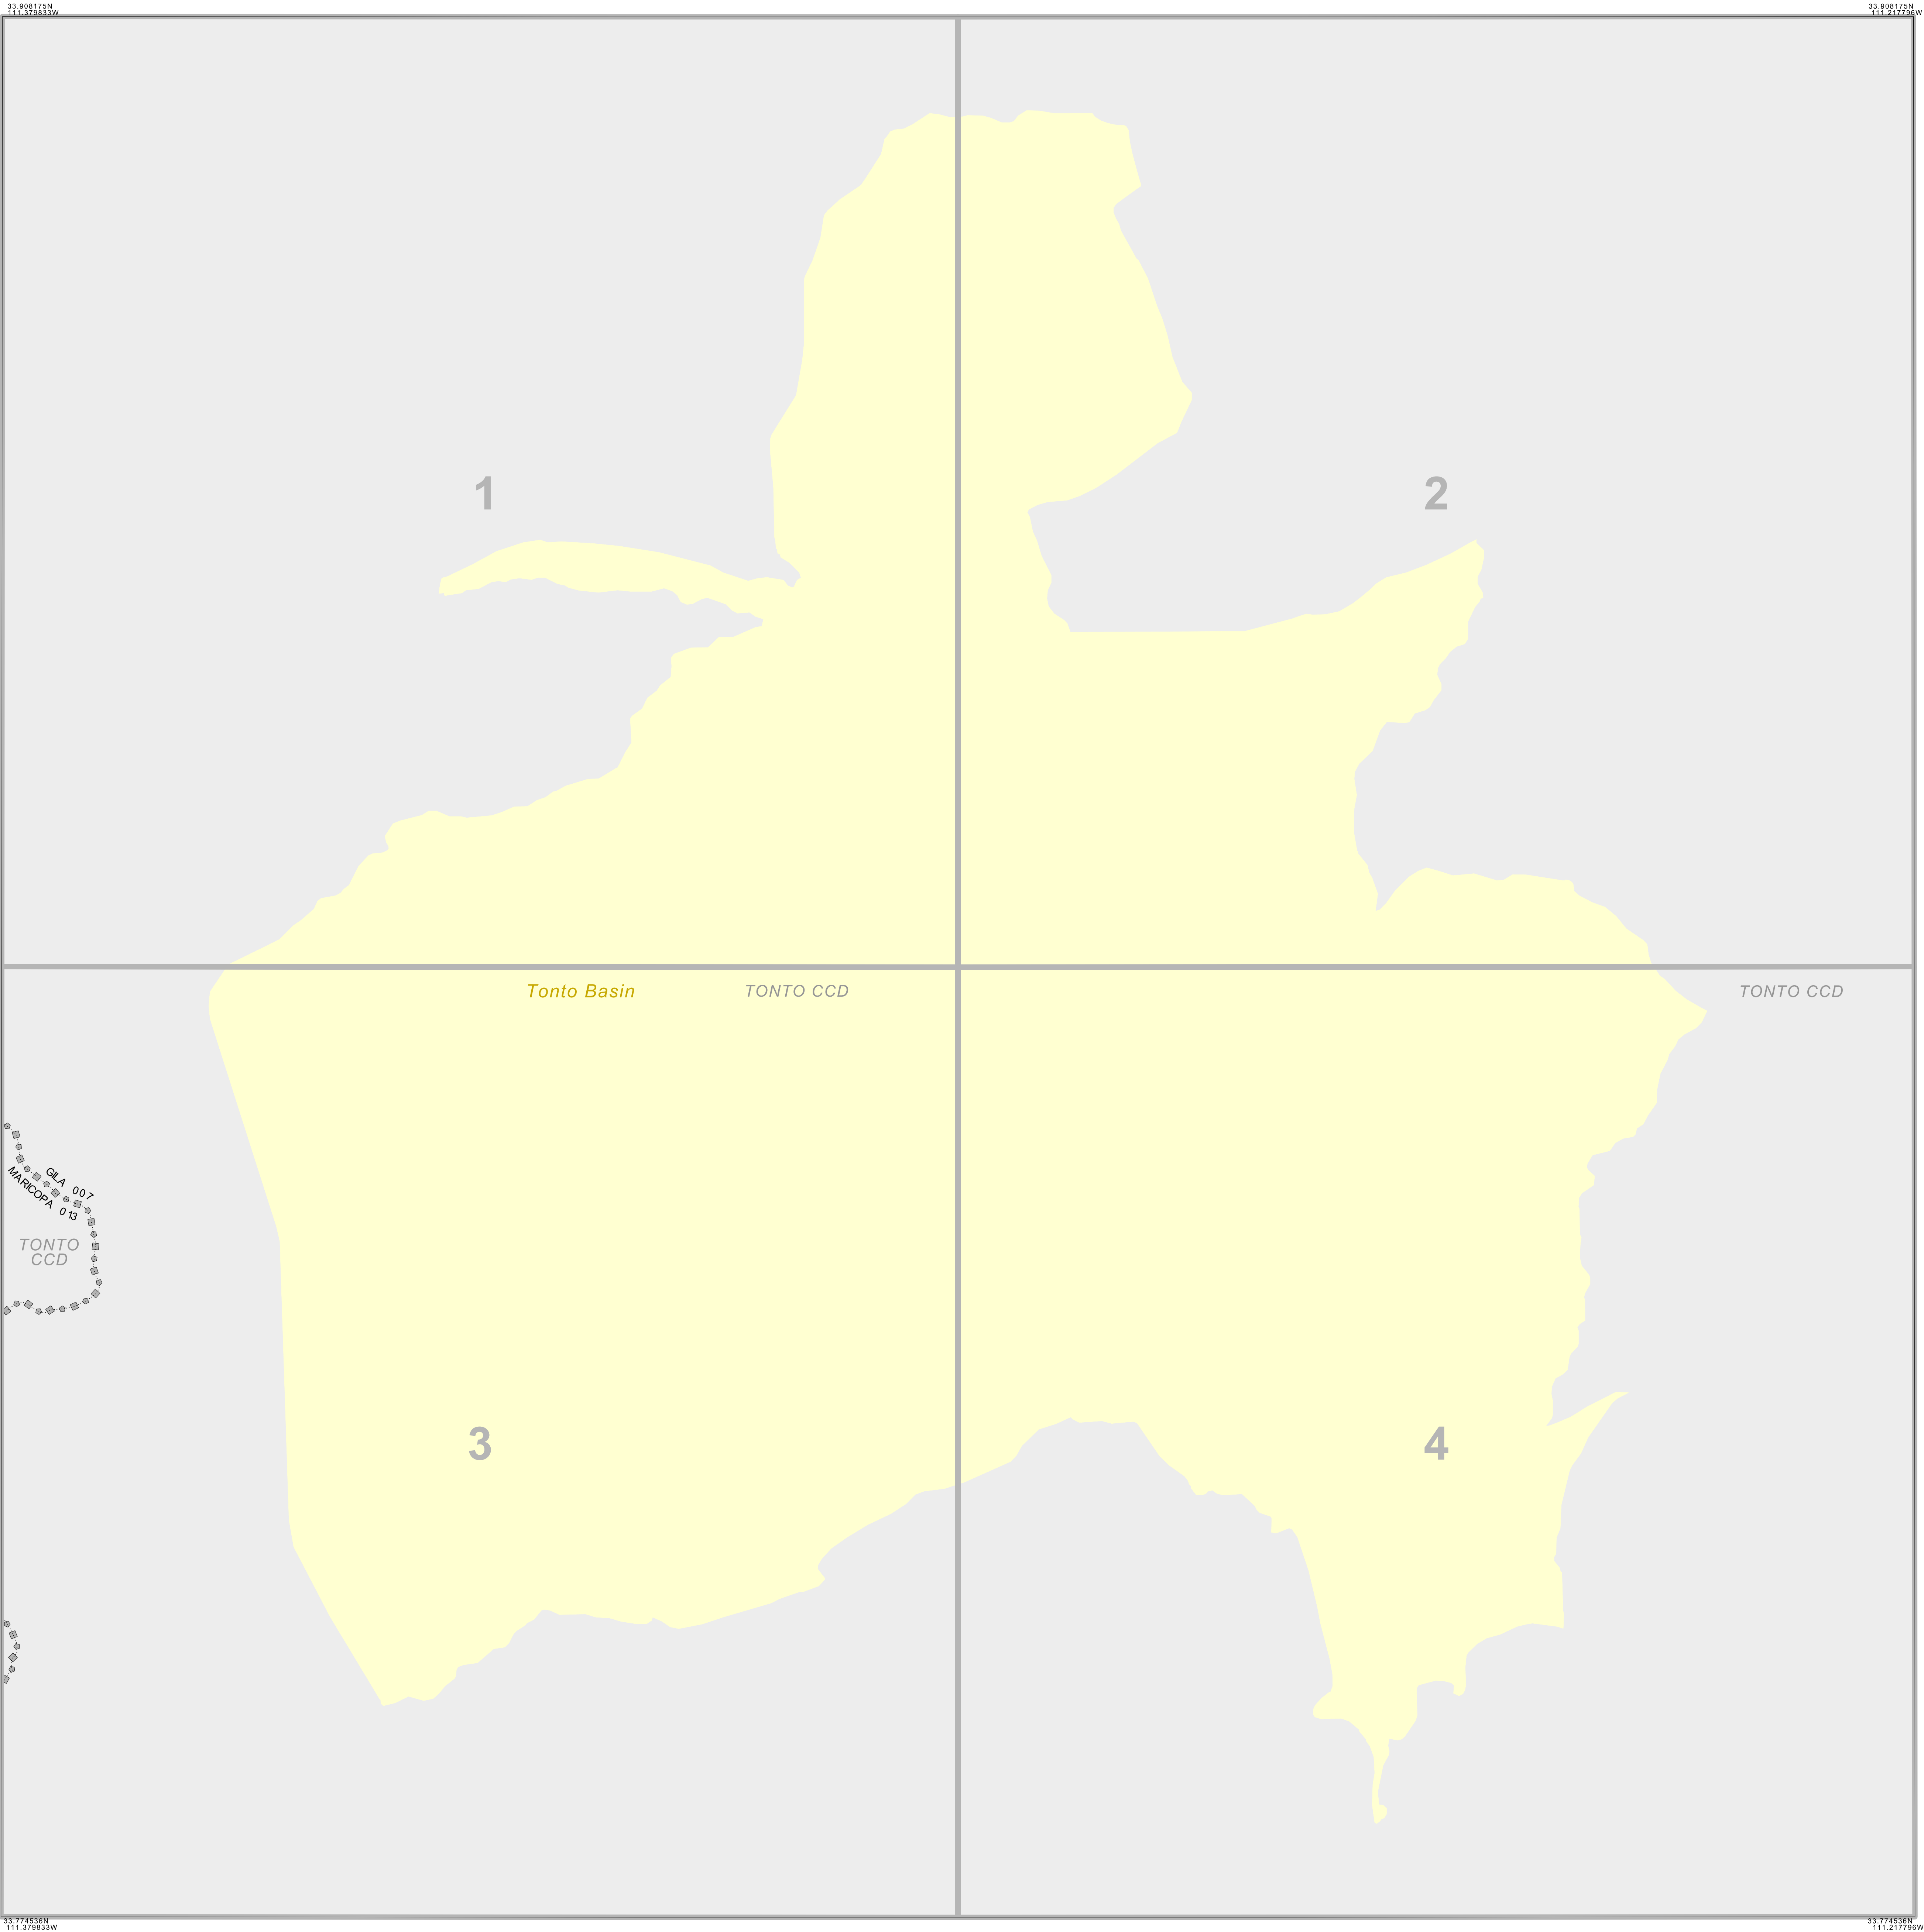 33.908175N
111.379833W
33.908175N
111.217796W
1
2
Tonto Basin
TONTO CCD
TONTO CCD
GILA 007
MARICOPA 013
TONTO
CCD
3
4
33.774536N
111.379833W
33.774536N
111.217796W